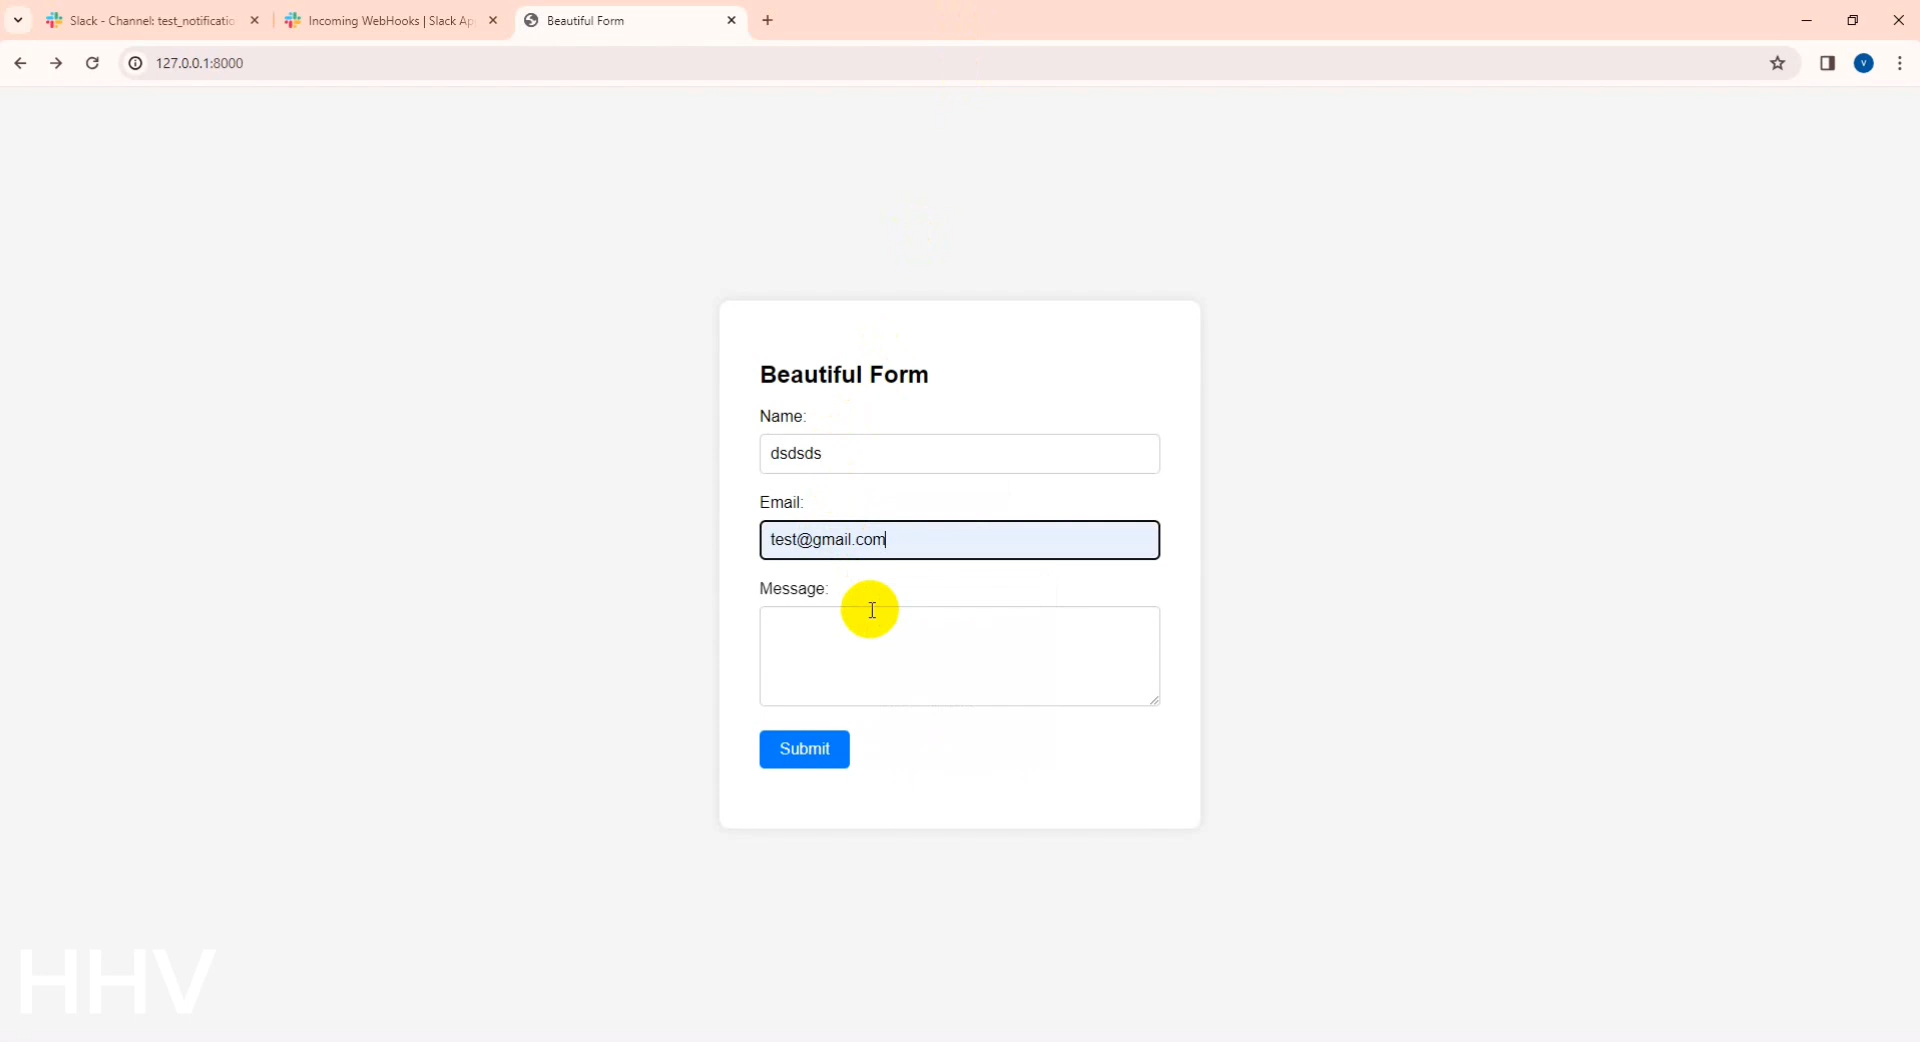 Slack - Channel: test_notificatio
Incoming WebHooks | Slack Ap
Beautiful Form
127.0.0.1:8000
V
Beautiful Form
Name:
dsdsds
Email:
test@gmail.com
Message:
Submit
HHV